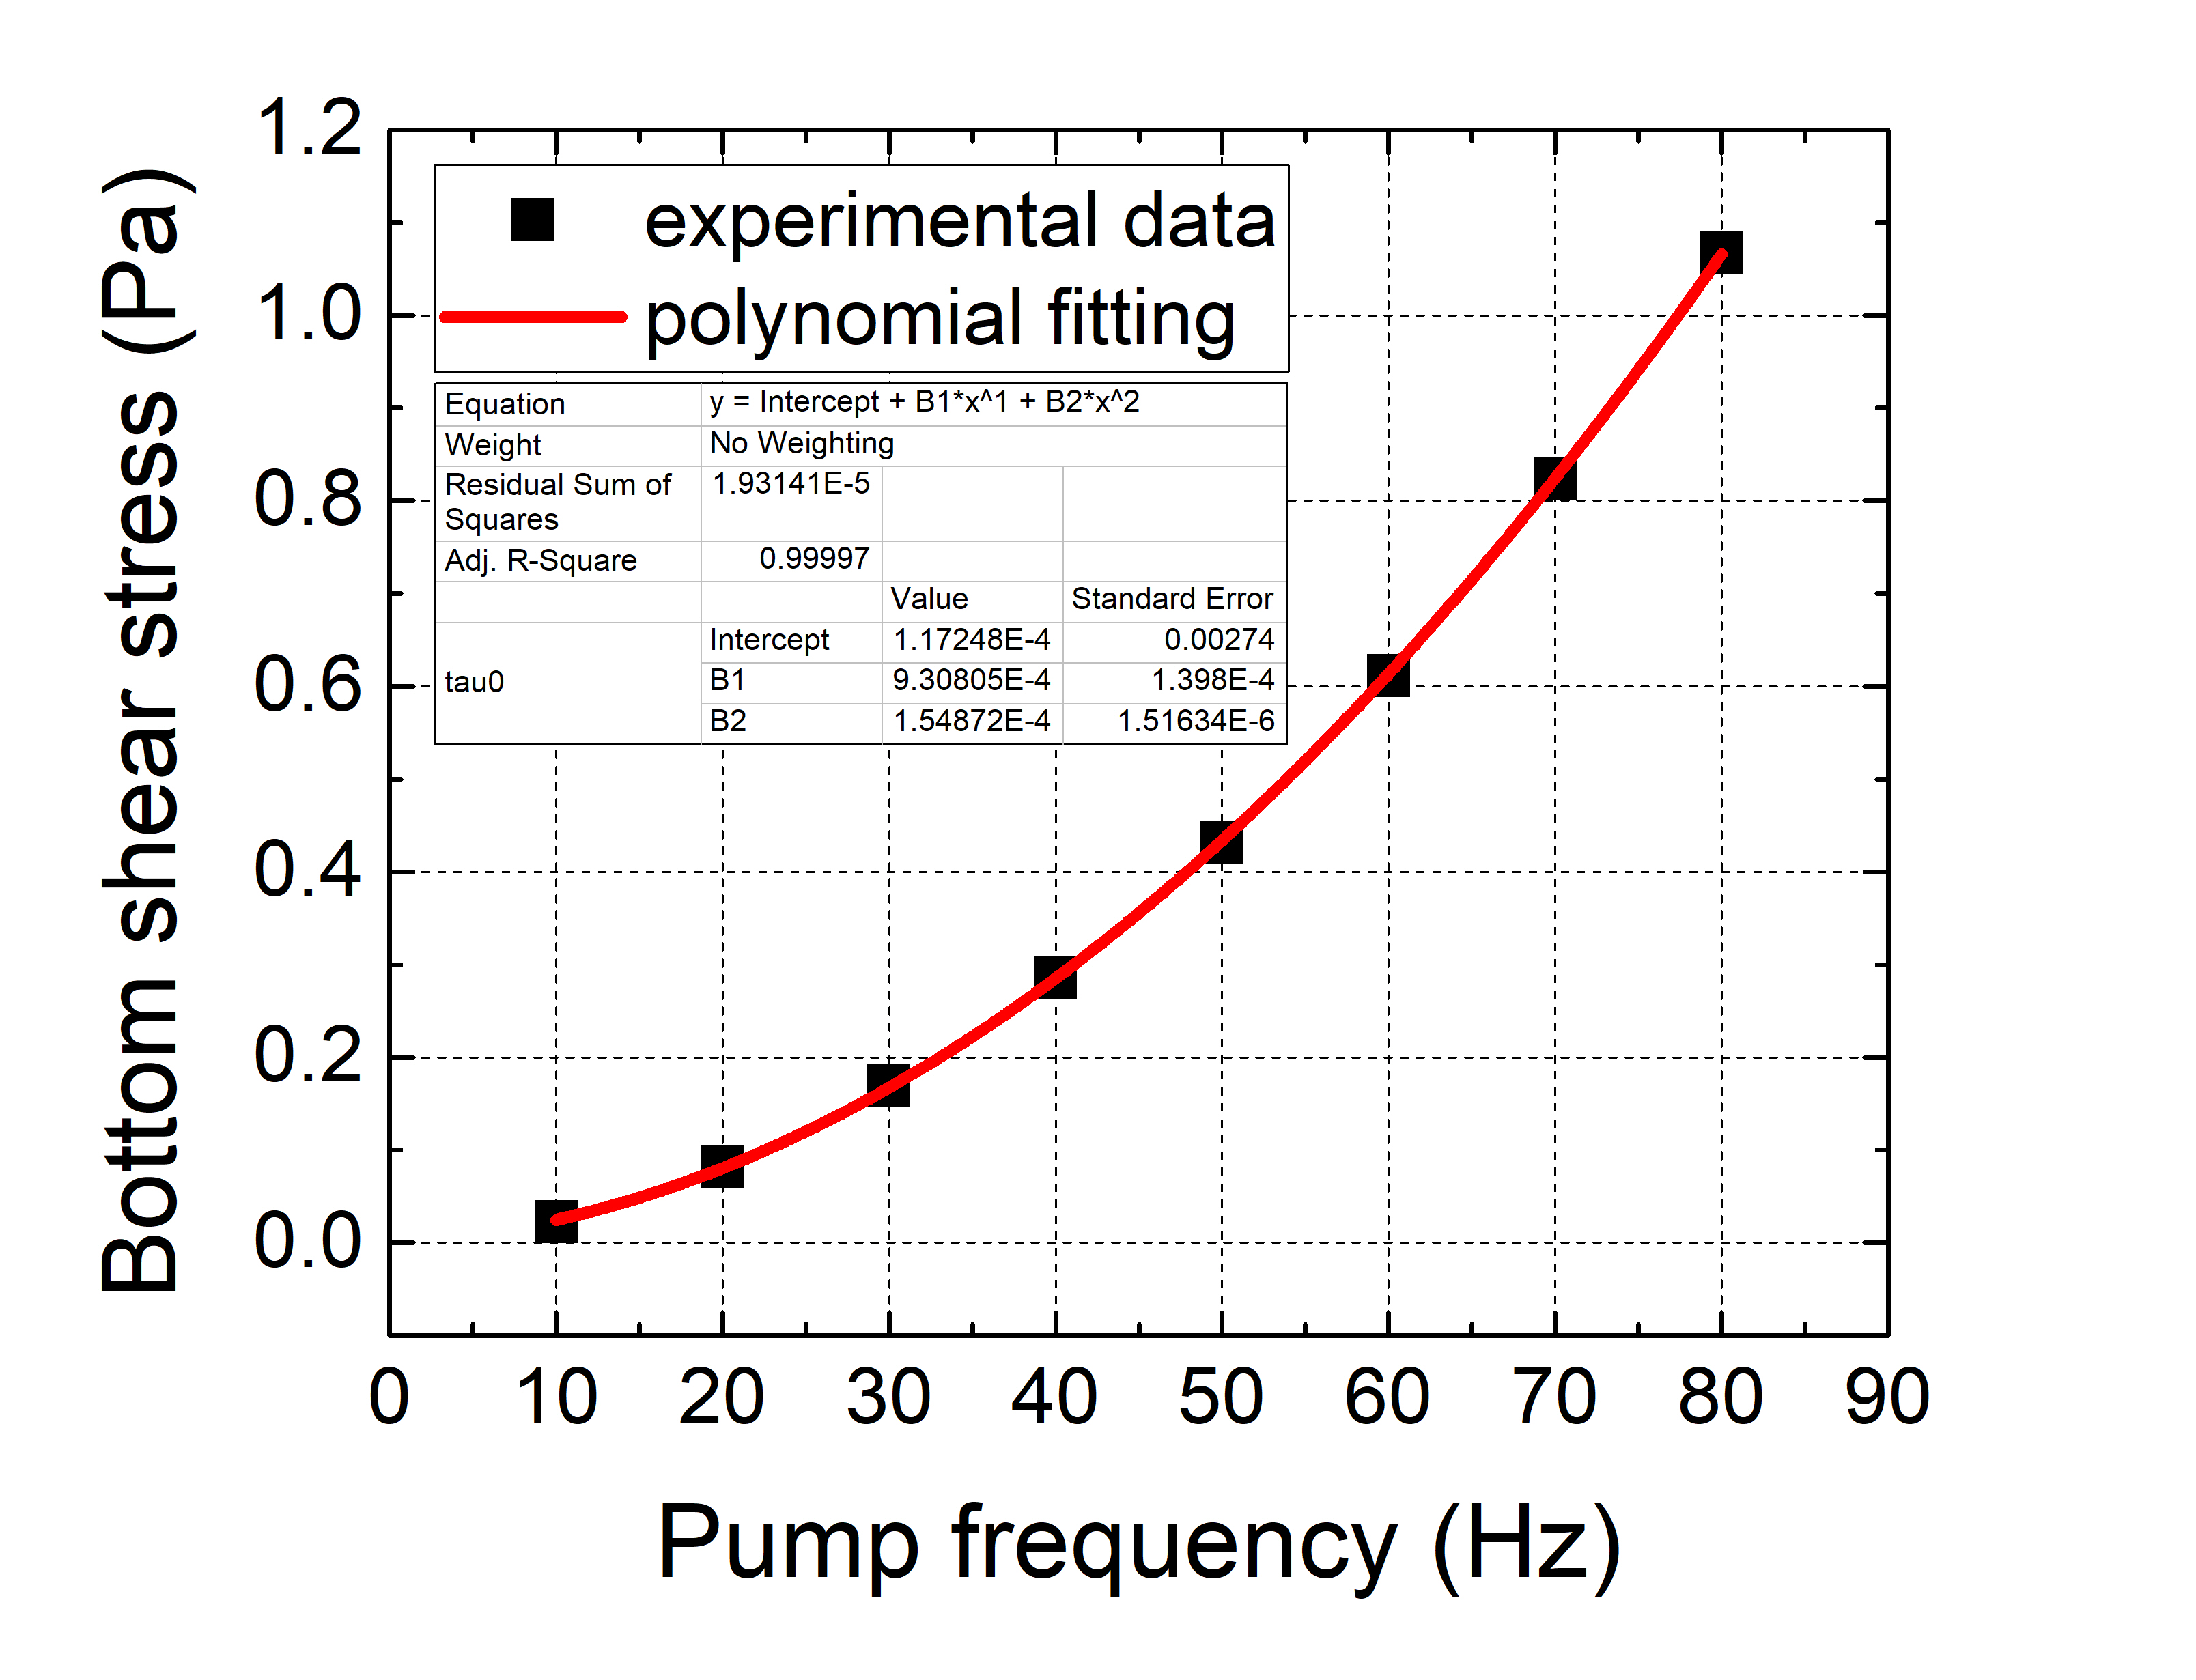 1.2
1.0
0.8
0.6
0.4
0.2
0.0
Bottom shear stress (Pa)
experimental data
polynomial fitting
Equation y = Intercept + B1*x^1 + B2*x^2
Weight No Weighting
Residual Sum of 1.93141E-5
Squares
Adj. R-Square 0.99997
Value Standard Error
Intercept 1.17248E-4 0.00274
tau0 B1 9.30805E-4 1.398E-4
B2 1.54872E-4 1.51634E-6
0 10 20 30 40 50 60 70 80 90
Pump frequency (Hz)